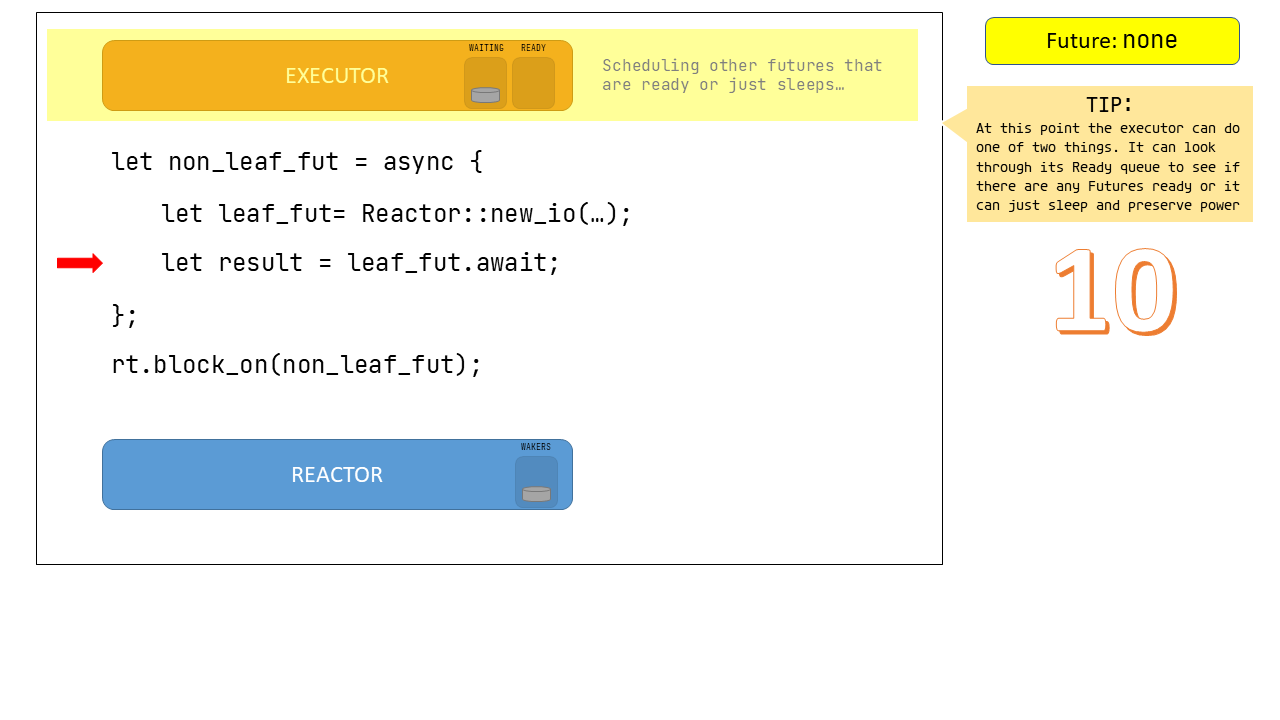 EXECUTOR
WAITING
READY
Scheduling other futures that
are ready or just sleeps…
let non_leaf_fut = async {
let leaf_fut= Reactor::new_io(…);
let result = leaf_fut.await;
};
rt.block_on(non_leaf_fut);
REACTOR
WAKERS
Future: none
TIP:
At this point the executor can do
one of two things. It can look
through its Ready queue to see if
there are any Futures ready or it
can just sleep and preserve power
10